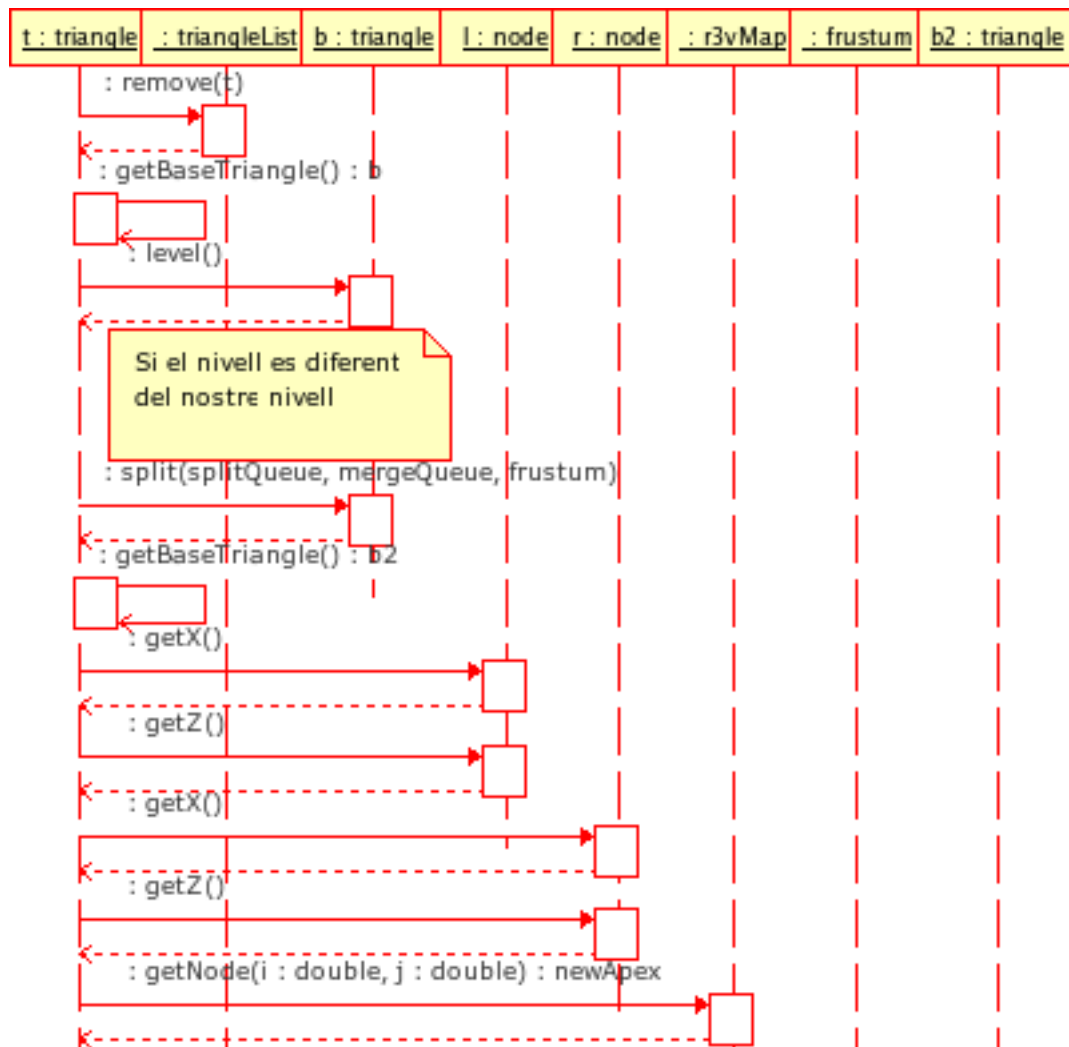 t : triangle
: triangleList
b : triangle
l : node
r : node
: r3vMap
: frustum
b2 : triangle
: remove(t)
: getBaseTriangle() : b
: level()
Si el nivell es diferent
del nostre nivell
: split(splitQueue, mergeQueue, frustum)
: getBaseTriangle() : b2
: getX()
: getZ()
: getX()
: getZ()
: getNode(i : double, j : double) : newApex